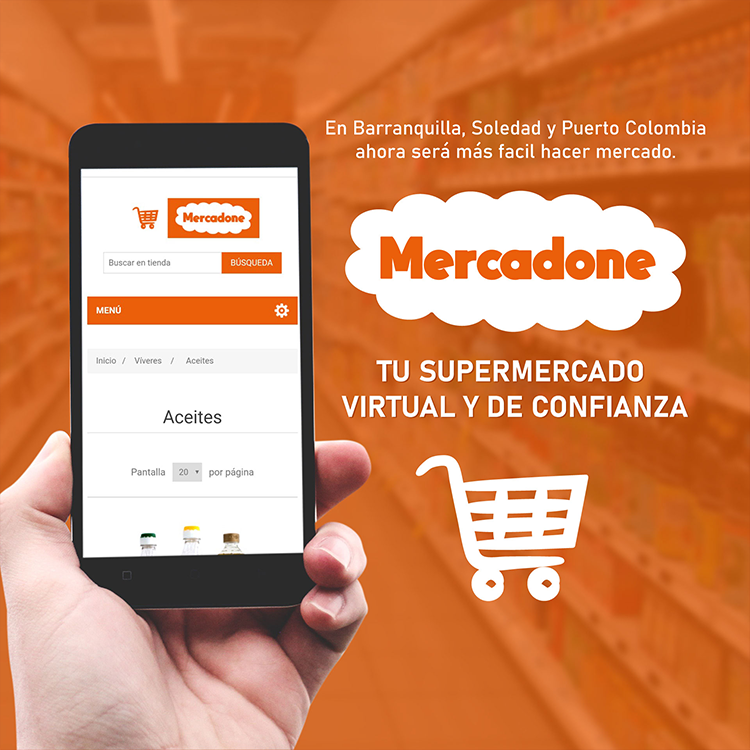 En Barranquilla, Soledad y Puerto Colombia
ahora será más facil hacer mercado.
Mercadone
TU SUPERMERCADO
VIRTUAL Y DE CONFIANZA
Mercadone
Buscar en tienda BÚSQUEDA
MENÚ
Inicio / Víveres / Aceites
Aceites
Pantalla 20 por página